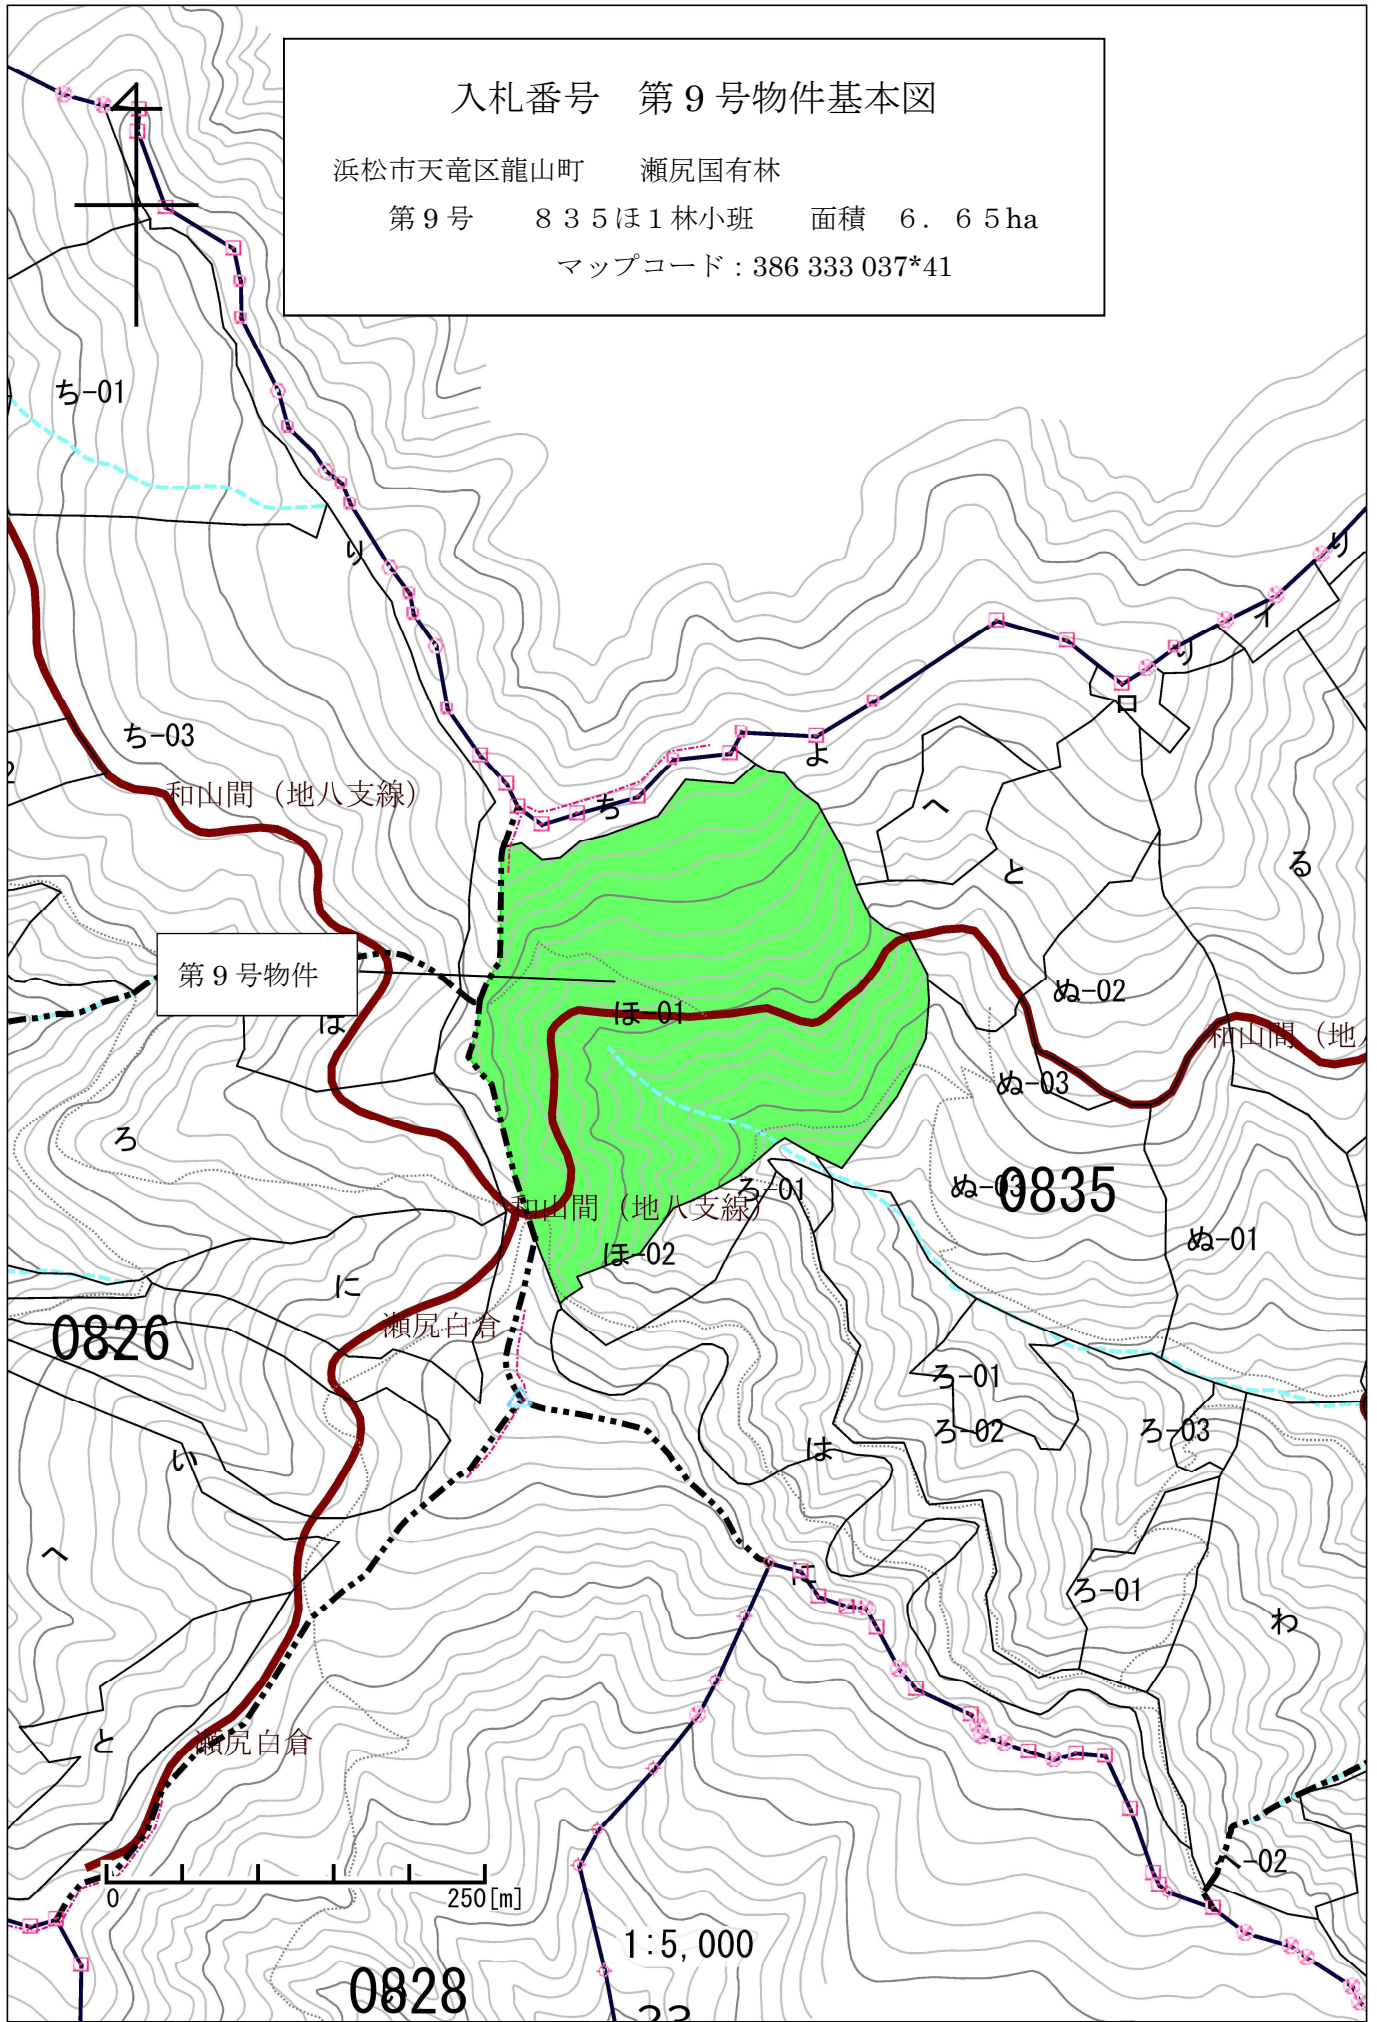 入札番号　第９号物件基本図
浜松市天竜区龍山町　　瀬尻国有林
第９号　　８３５ほ１林小班　　面積　６．６５ha
マップコード：386 333 037*41
ち-01
り
り
イ
り
ロ
ち-03
よ
和山間（地八支線）
ち
へ
と
る
第９号物件
ぬ-02
ほ-01
は
和山間（地八
ぬ-03
ろ
ろ-01
ぬ-03
0835
和山間（地八支線）
ぬ-01
ほ-02
に
瀬尻白倉
0826
ろ-01
ろ-02
ろ-03
は
い
へ
に
ろ-01
わ
と
瀬尻白倉
へ-02
0
250[m]
1:5,000
0828